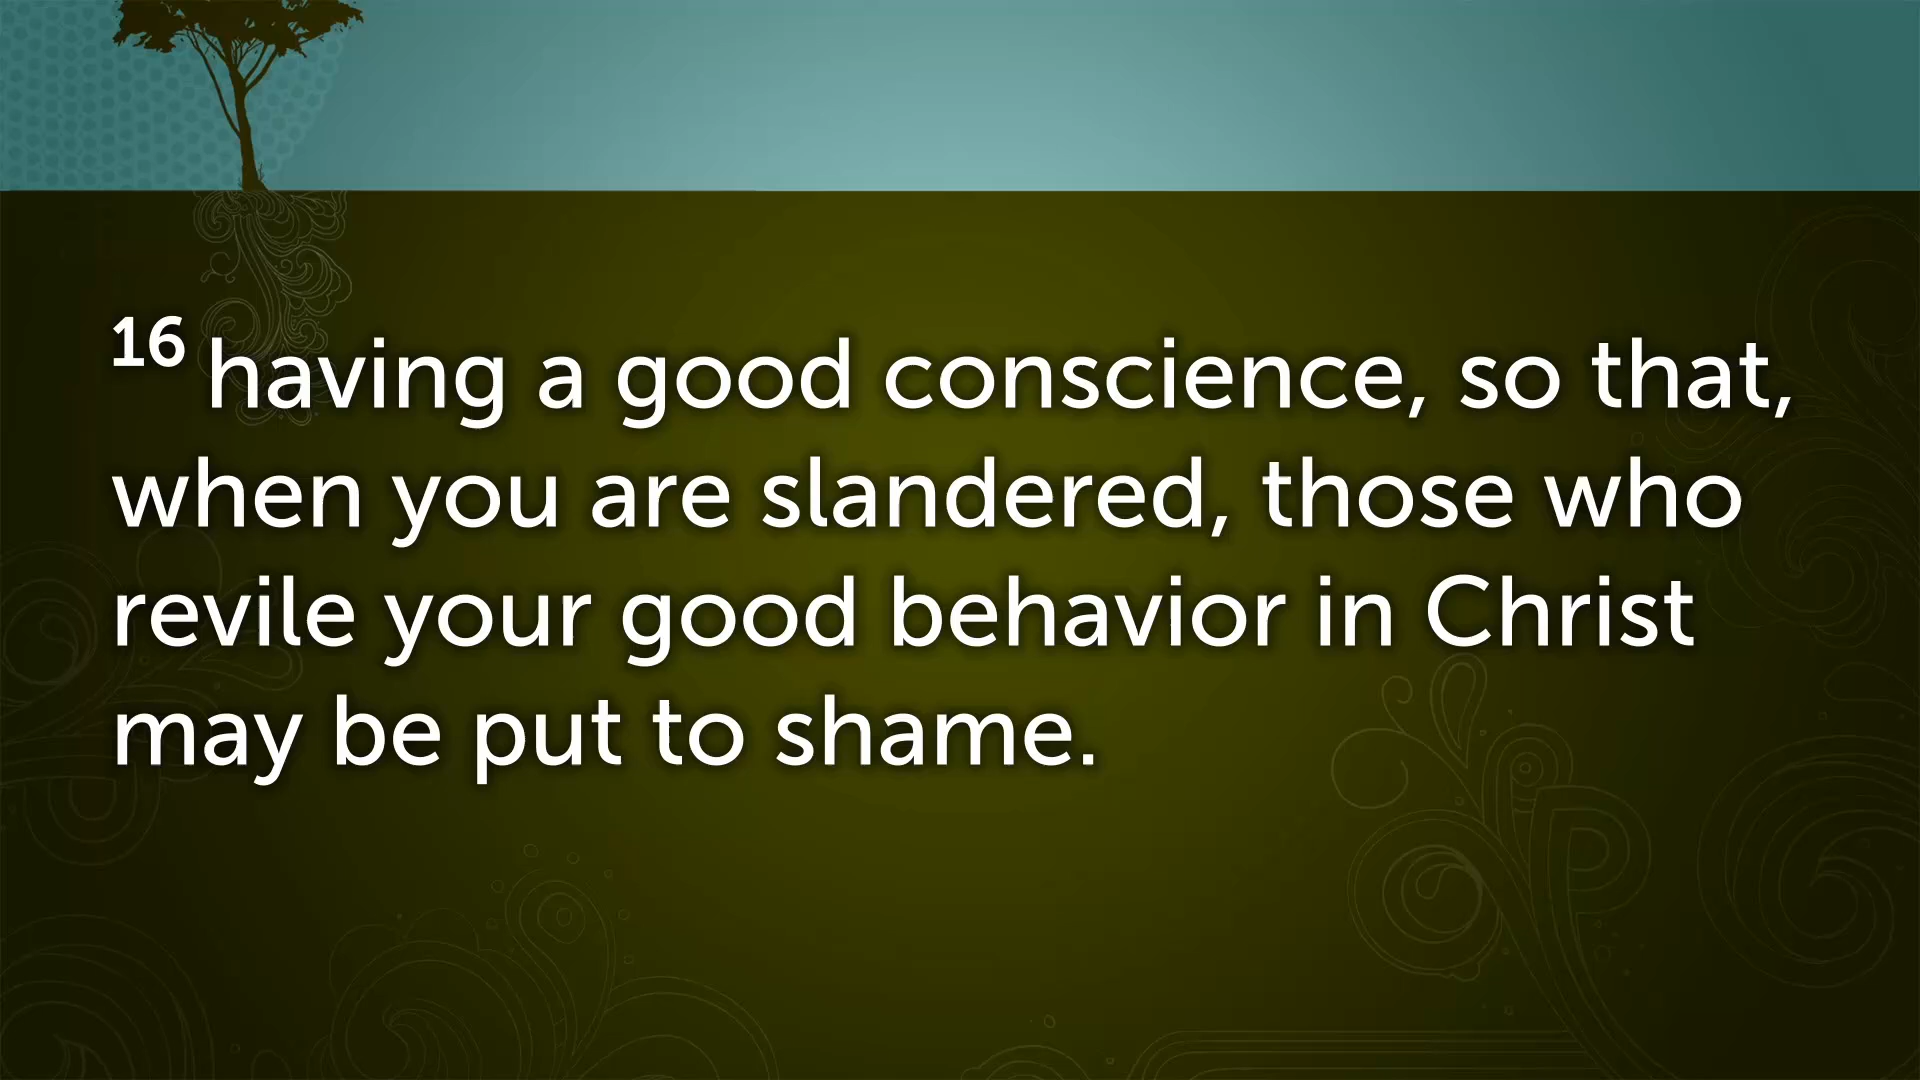 16 having a good conscience, so that,
when you are slandered, those who
revile your good behavior in Christ
may be put to shame.